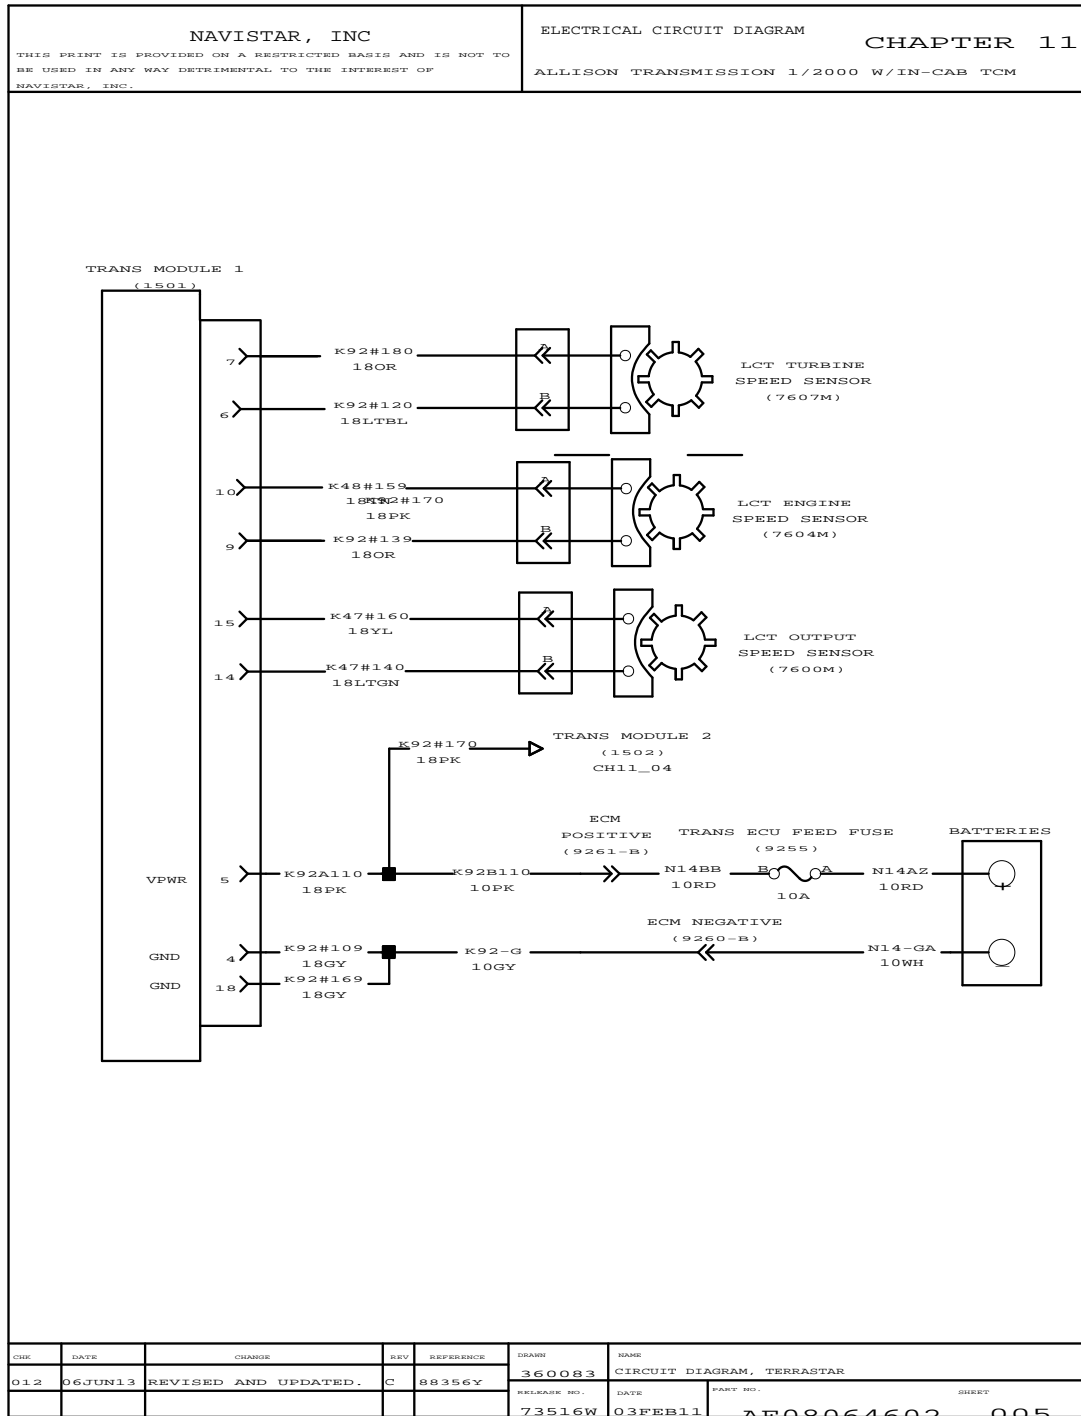 NAVISTAR, INC
THIS PRINT IS PROVIDED ON A RESTRICTED BASIS AND IS NOT TO
BE USED IN ANY WAY DETRIMENTAL TO THE INTEREST OF
NAVISTAR, INC.
ELECTRICAL CIRCUIT DIAGRAM
CHAPTER 11
ALLISON TRANSMISSION 1/2000 W/IN-CAB TCM
TRANS MODULE 1
(1501)
7
K92#180
18OR
A
6
K92#120
18LTBL
B
LCT TURBINE
SPEED SENSOR
(7607M)
10
K48#159
K92#170
18PK
A
9
K92#139
18OR
B
LCT ENGINE
SPEED SENSOR
(7604M)
15
K47#160
18YL
A
14
K47#140
18LTGN
B
LCT OUTPUT
SPEED SENSOR
(7600M)
K92#170
18PK
TRANS MODULE 2
(1502)
CH11_04
ECM
POSITIVE
(9261-B)
TRANS ECU FEED FUSE
(9255)
BATTERIES
VPWR
5
K92A110
18PK
K92B110
10PK
N14BB
10RD
B
A
10A
N14AZ
10RD
+
ECM NEGATIVE
(9260-B)
GND
4
K92#109
18GY
K92-G
10GY
N14-GA
10WH
GND
18
K92#169
18GY
CHK DATE CHANGE REV REFERENCE
012 06JUN13 REVISED AND UPDATED. C 88356Y
DRAWN
360083
NAME
CIRCUIT DIAGRAM, TERRASTAR
RELEASE NO.
73516W
DATE
03FEB11
PART NO.
SHEET